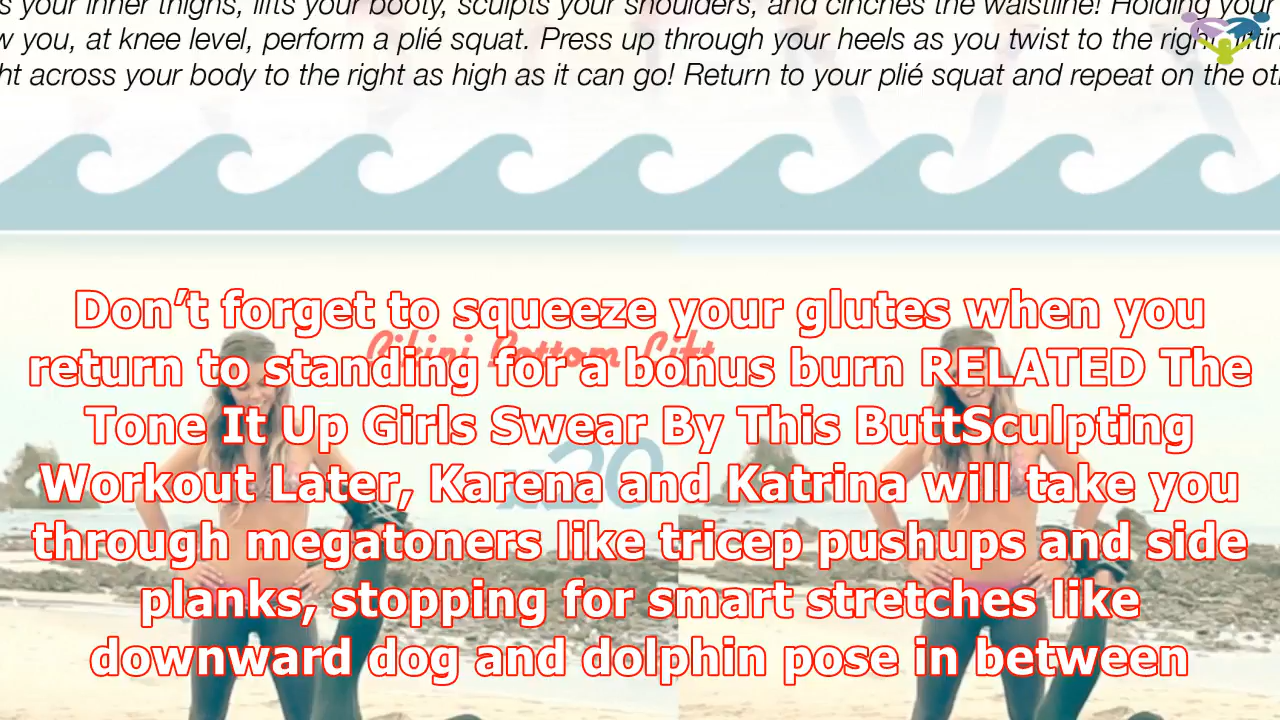 s your inner thighs, lifts your booty, sculpts your shoulders, and cinches the waistline! Holding your
w you, at knee level, perform a plié squat. Press up through your heels as you twist to the right,
ht across your body to the right as high as it can go! Return to your plié squat and repeat on the ot
Bikini Bottom Lift
x20
Don’t forget to squeeze your glutes when you
return to standing for a bonus burn RELATED The
Tone It Up Girls Swear By This ButtSculpting
Workout Later, Karena and Katrina will take you
through megatoners like tricep pushups and side
planks, stopping for smart stretches like
downward dog and dolphin pose in between